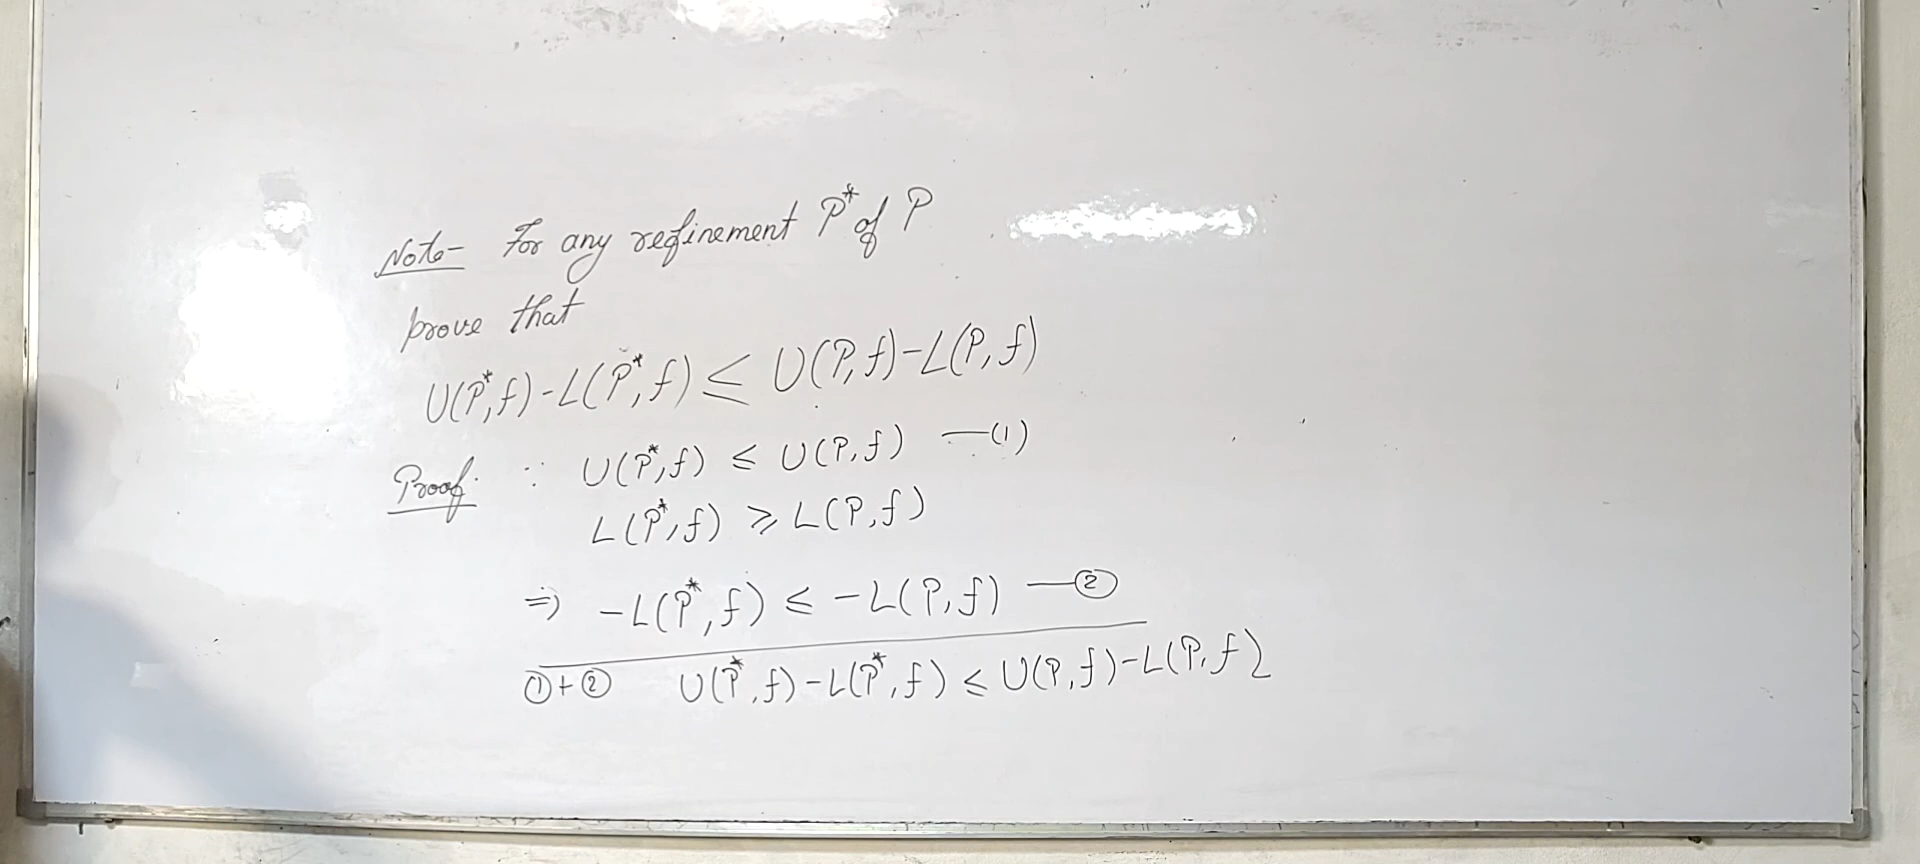 Note- For any refinement P* of P
prove that
U(P*,f)-L(P*,f) ≤ U(P,f)-L(P,f)
Proof. ∵ U(P*,f) ≤ U(P,f) —(1)
L(P*,f) ≥ L(P,f)
⇒ -L(P*,f) ≤ -L(P,f) —②
①+② U(P*,f)-L(P*,f) ≤ U(P,f)-L(P,f)